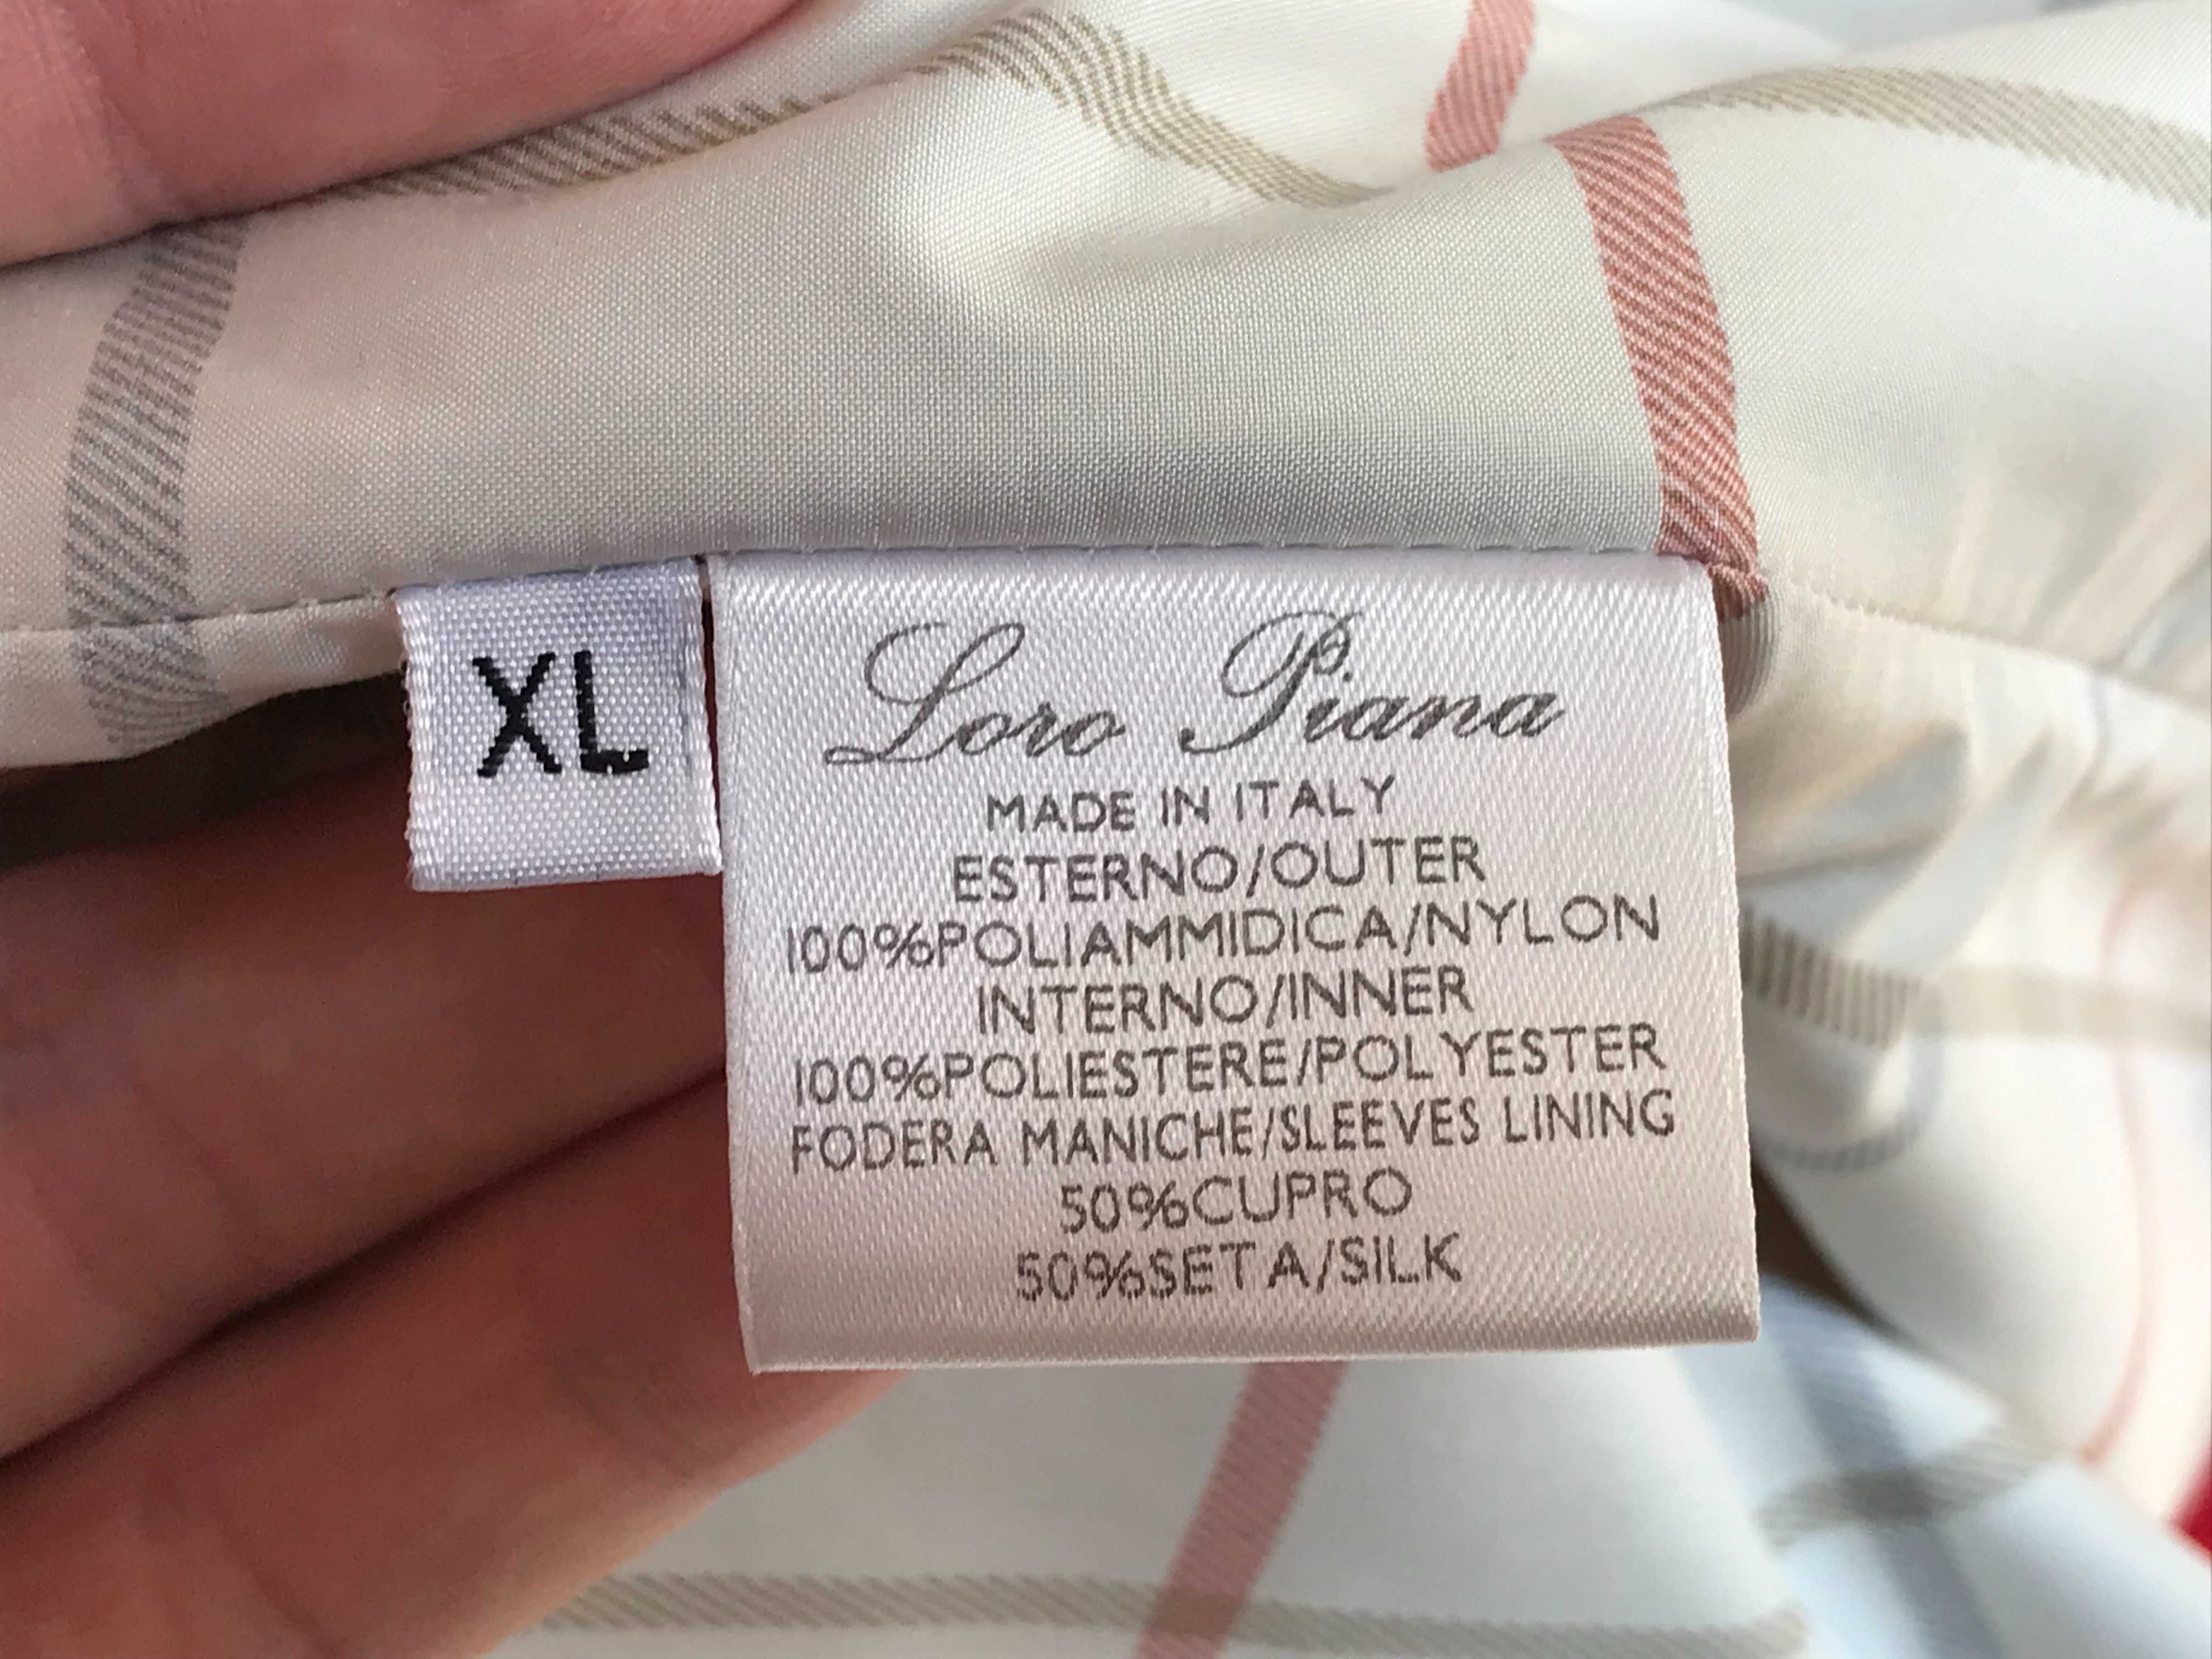 XL
Loro Piana
MADE IN ITALY
ESTERNO/OUTER
100%POLIAMMIDICA/NYLON
INTERNO/INNER
100%POLIESTERE/POLYESTER
FODERA MANICHE/SLEEVES LINING
50%CUPRO
50%SETA/SILK